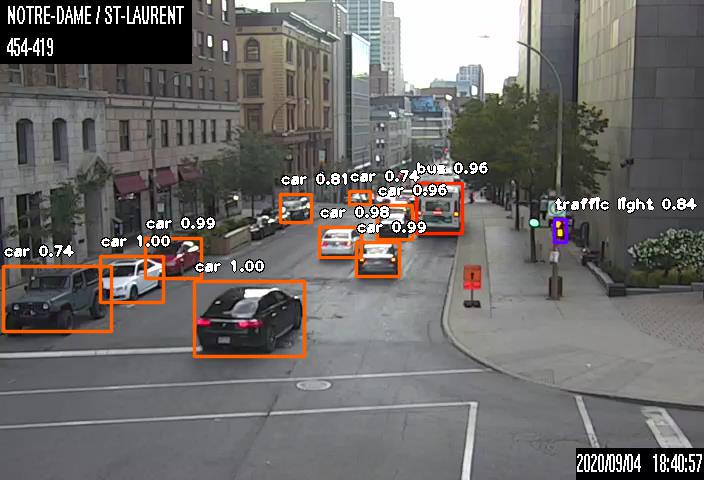 NOTRE-DAME / ST-LAURENT
454-419
bus 0.96
car 0.74
car 0.81
car 0.96
traffic light 0.84
car 0.98
car 0.99
car 0.99
car 1.00
car 0.74
car 1.00
2020/09/04 18:40:57